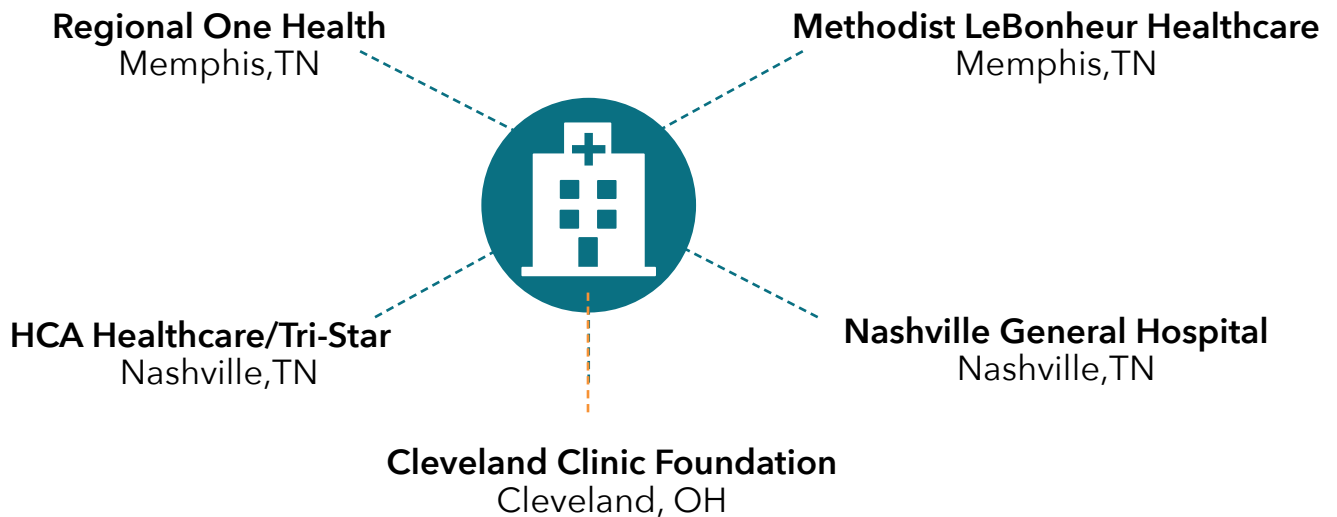 Regional One Health
Memphis,TN
Methodist LeBonheur Healthcare
Memphis,TN
HCA Healthcare/Tri-Star
Nashville,TN
Nashville General Hospital
Nashville,TN
Cleveland Clinic Foundation
Cleveland, OH